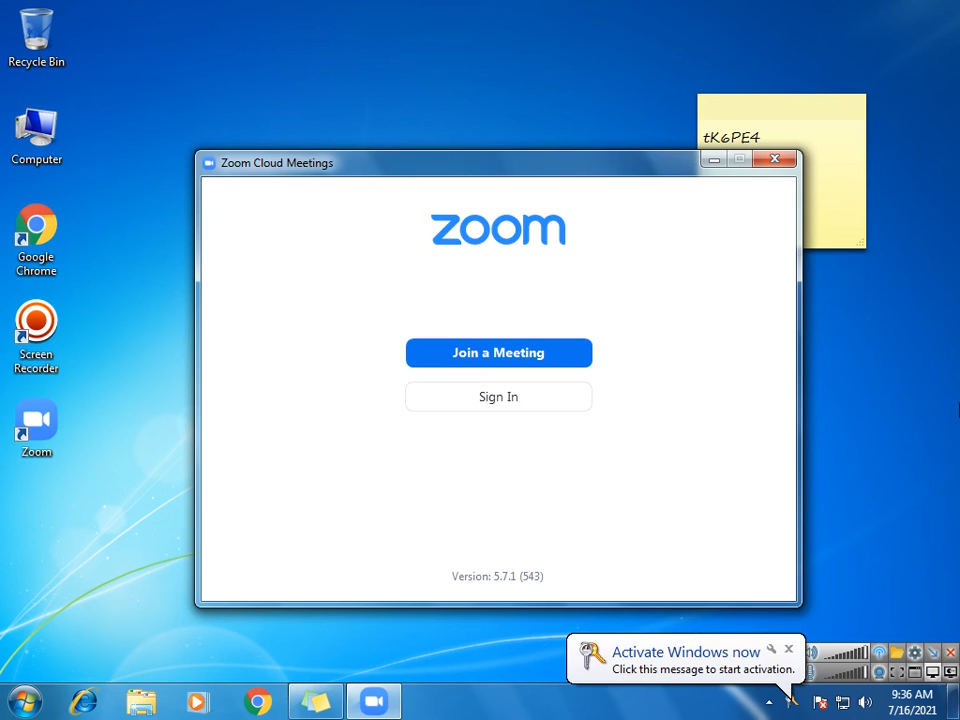 Recycle Bin
Computer
Google
Chrome
Screen
Recorder
Zoom
tK6PE4
Zoom Cloud Meetings
zoom
Join a Meeting
Sign In
Version: 5.7.1 (543)
Activate Windows now
Click this message to start activation.
9:36 AM
7/16/2021